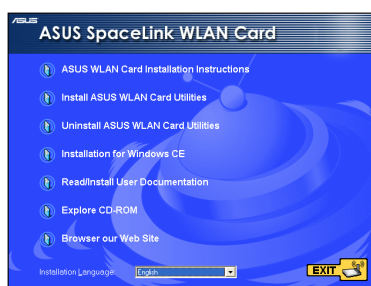 ASUS
ASUS SpaceLink WLAN Card
ASUS WLAN Card Installation Instructions
Install ASUS WLAN Card Utilities
Uninstall ASUS WLAN Card Utilities
Installation for Windows CE
Read/Install User Documentation
Explore CD-ROM
Browser our Web Site
Installation Language: English
EXIT